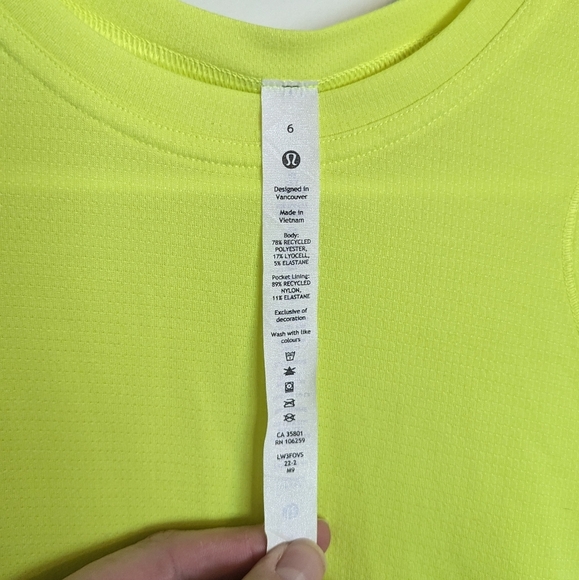 6
Designed in
Vancouver
Made in
Vietnam
Body:
78% RECYCLED
POLYESTER,
17% LYOCELL,
5% ELASTANE
Pocket Lining:
89% RECYCLED
NYLON,
11% ELASTANE
Exclusive of
decoration
Wash with like
colours
CA 35801
RN 106259
LW3FOVS
22-2
M9